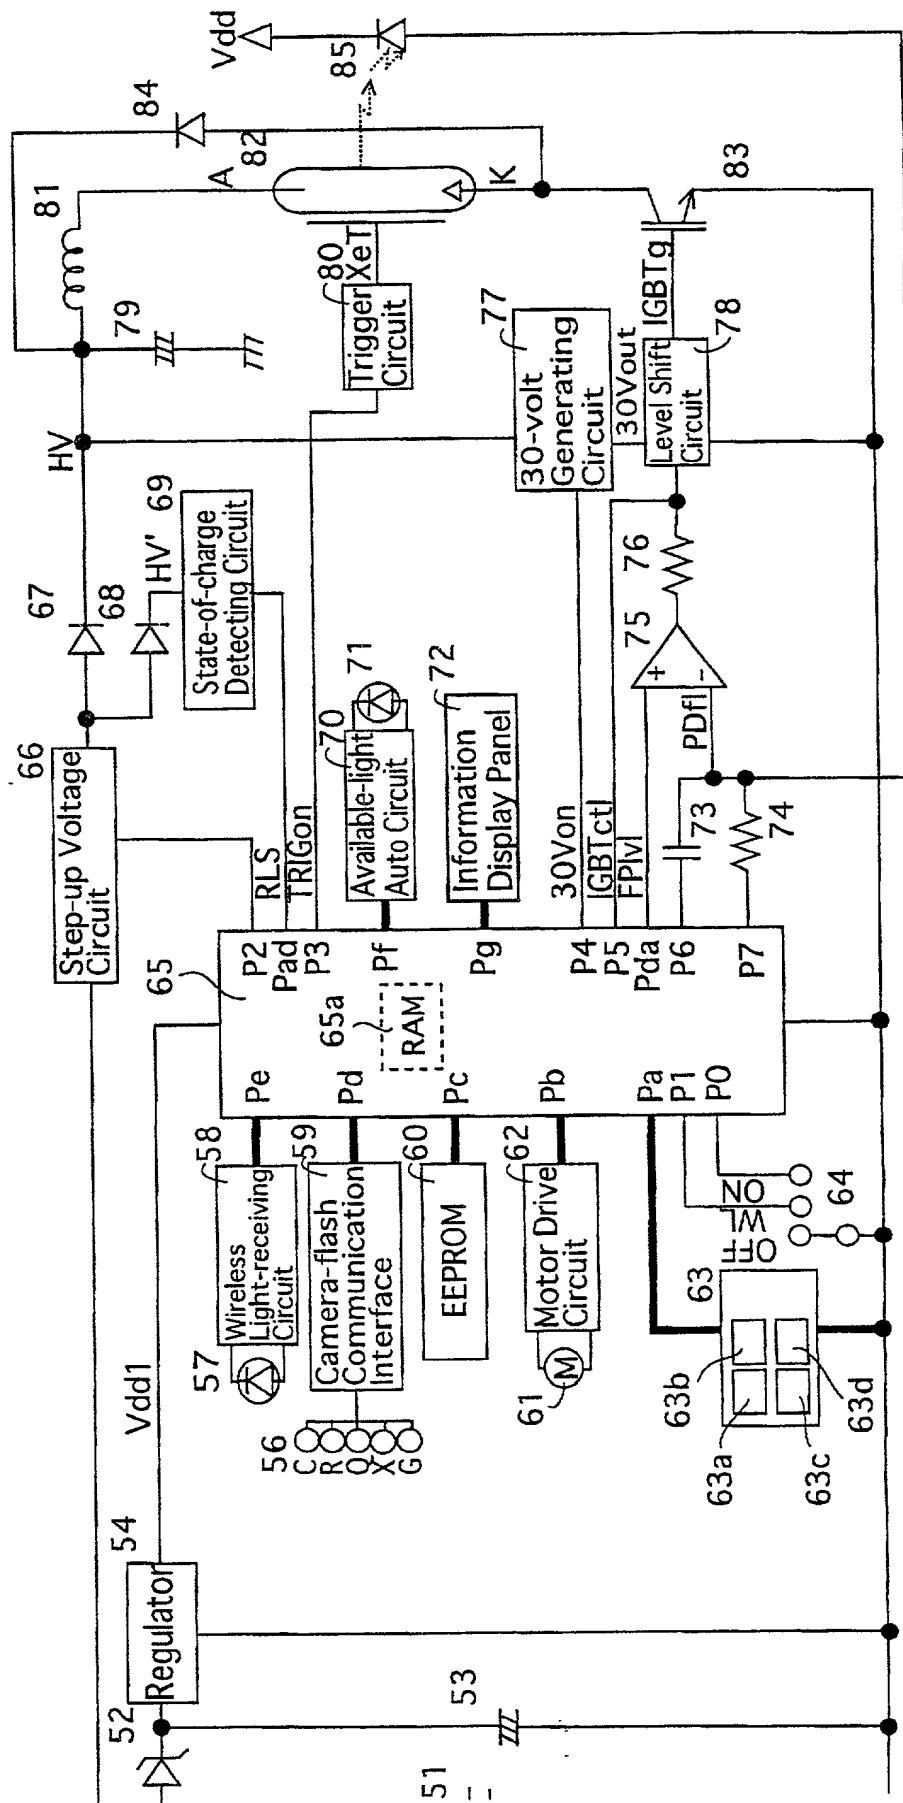 51
52
53
Regulator
54
Vdd1
56
C
R
Q
X
G
57
Wireless
Light-receiving
Circuit
58
Camera-flash
Communication
Interface
59
EEPROM
60
61
M
Motor Drive
Circuit
62
63
63a
63b
63c
63d
OFF
WL
ON
64
65
65a
RAM
Pe
Pd
Pc
Pb
Pa
P1
P0
P2
Pad
P3
Pf
Pg
P4
P5
Pda
P6
P7
Step-up Voltage
Circuit
66
67
68
HV'
69
State-of-charge
Detecting Circuit
RLS
TRIGon
Available-light
Auto Circuit
70
71
Information
Display Panel
72
30Von
IGBTctl
FPlvl
73
74
PDfl
+
-
75
76
30-volt
Generating
Circuit
77
30Vout
Level Shift
Circuit
78
IGBTg
HV
79
Trigger
Circuit
80
XeT
81
A
82
K
83
84
85
Vdd